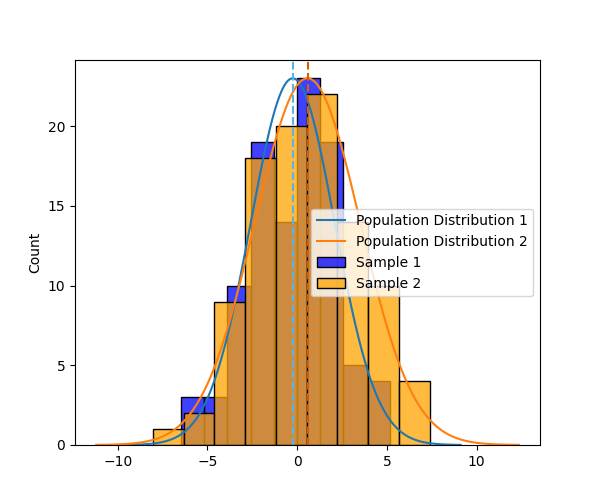 Count
20
15
10
5
0
−10
−5
0
5
10
Population Distribution 1
Population Distribution 2
Sample 1
Sample 2